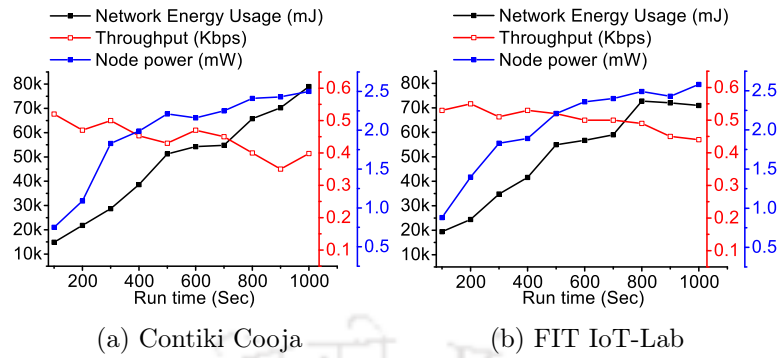 Network Energy Usage (mJ)
Throughput (Kbps)
Node power (mW)
80k
70k
60k
50k
40k
30k
20k
10k
0.6
0.5
0.4
0.3
0.2
0.1
2.5
2.0
1.5
1.0
0.5
200 400 600 800 1000
Run time (Sec)
(a) Contiki Cooja
Network Energy Usage (mJ)
Throughput (Kbps)
Node power (mW)
80k
70k
60k
50k
40k
30k
20k
10k
0.6
0.5
0.4
0.3
0.2
0.1
2.5
2.0
1.5
1.0
0.5
200 400 600 800 1000
Run time (Sec)
(b) FIT IoT-Lab